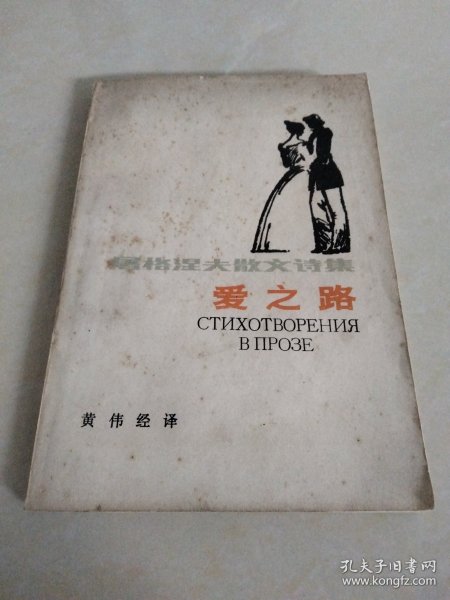 屠格涅夫散文诗集
爱之路
СТИХОТВОРЕНИЯ
В ПРОЗЕ
黄伟经译
孔夫子旧书网
www.kongfz.com